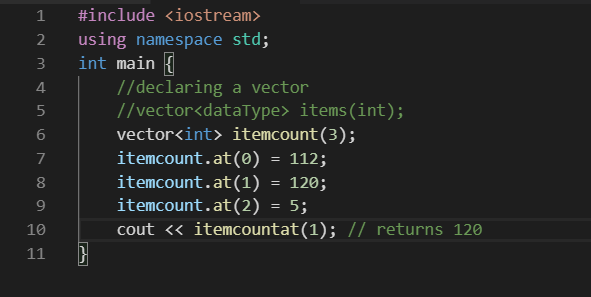 1 #include <iostream>
2 using namespace std;
3 int main {
4 //declaring a vector
5 //vector<dataType> items(int);
6 vector<int> itemcount(3);
7 itemcount.at(0) = 112;
8 itemcount.at(1) = 120;
9 itemcount.at(2) = 5;
10 cout << itemcountat(1); // returns 120
11 }